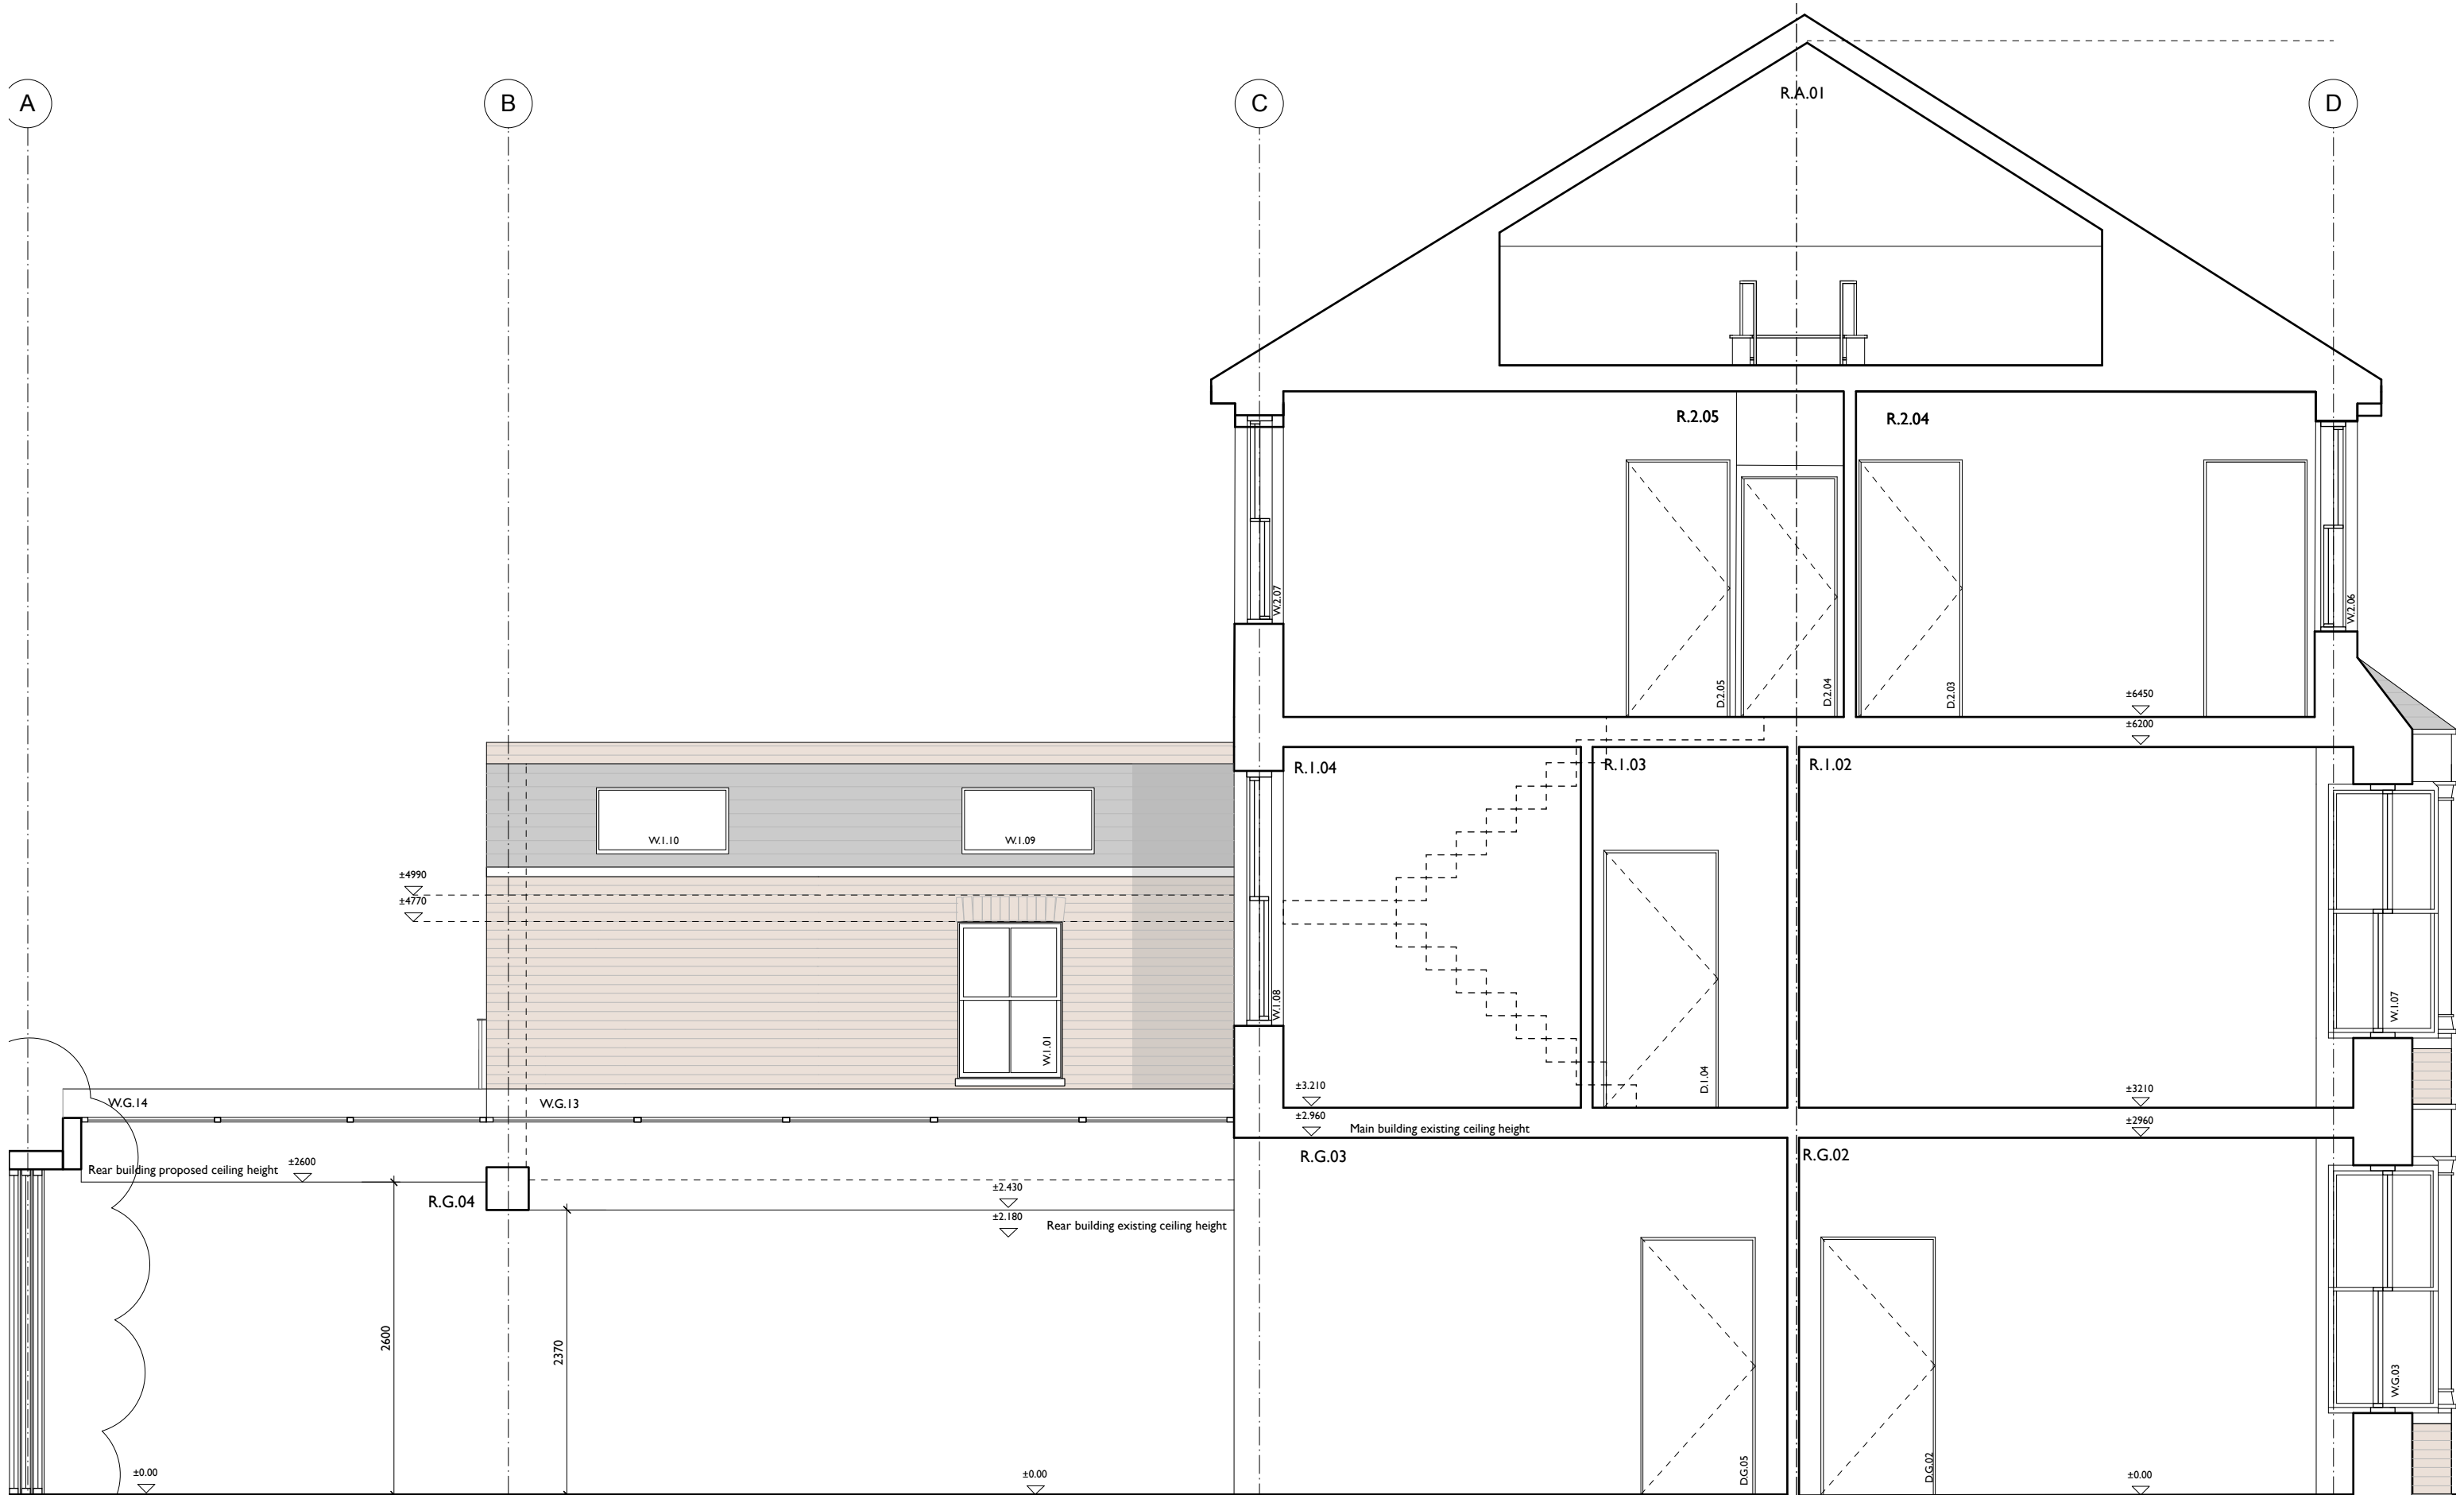 A
B
C
D
R.A.01
R.2.05
R.2.04
W.2.07
W.2.06
D.2.05
D.2.04
D.2.03
±6450
±6200
R.1.04
R.1.03
R.1.02
W.1.10
W.1.09
±4990
±4770
W.1.08
W.1.07
W.1.01
D.1.04
±3.210
±3210
W.G.14
W.G.13
±2.960
Main building existing ceiling height
±2960
R.G.03
R.G.02
Rear building proposed ceiling height
±2600
R.G.04
±2.430
±2.180
Rear building existing ceiling height
2600
2370
W.G.03
D.G.05
D.G.02
±0.00
±0.00
±0.00